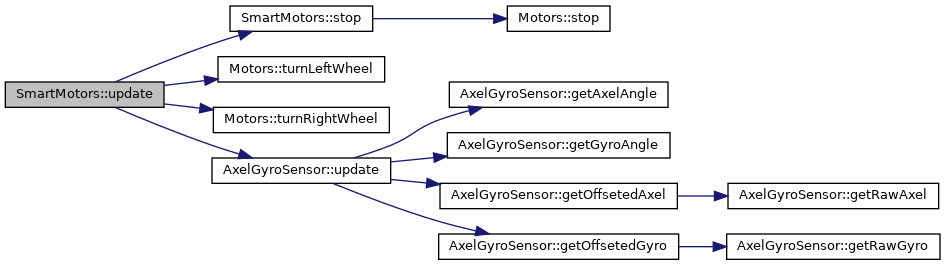 SmartMotors::stop
Motors::stop
Motors::turnLeftWheel
SmartMotors::update
AxelGyroSensor::getAxelAngle
Motors::turnRightWheel
AxelGyroSensor::getGyroAngle
AxelGyroSensor::update
AxelGyroSensor::getOffsetedAxel
AxelGyroSensor::getRawAxel
AxelGyroSensor::getOffsetedGyro
AxelGyroSensor::getRawGyro